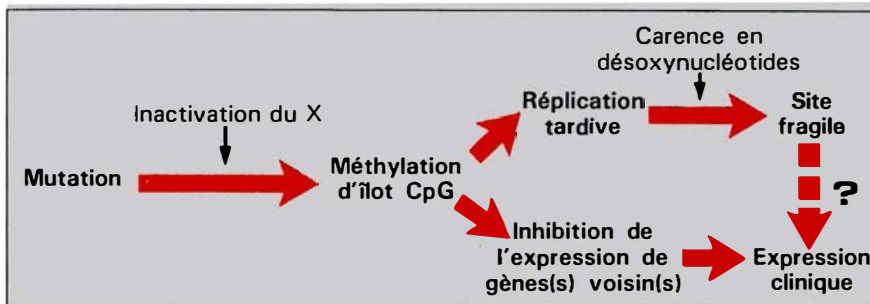 Carence en
désoxynucléotides
Inactivation du X
Réplication
tardive
Site
fragile
Mutation
Méthylation
d'îlot CpG
?
Inhibition de
l'expression de
gènes(s) voisin(s)
Expression
clinique